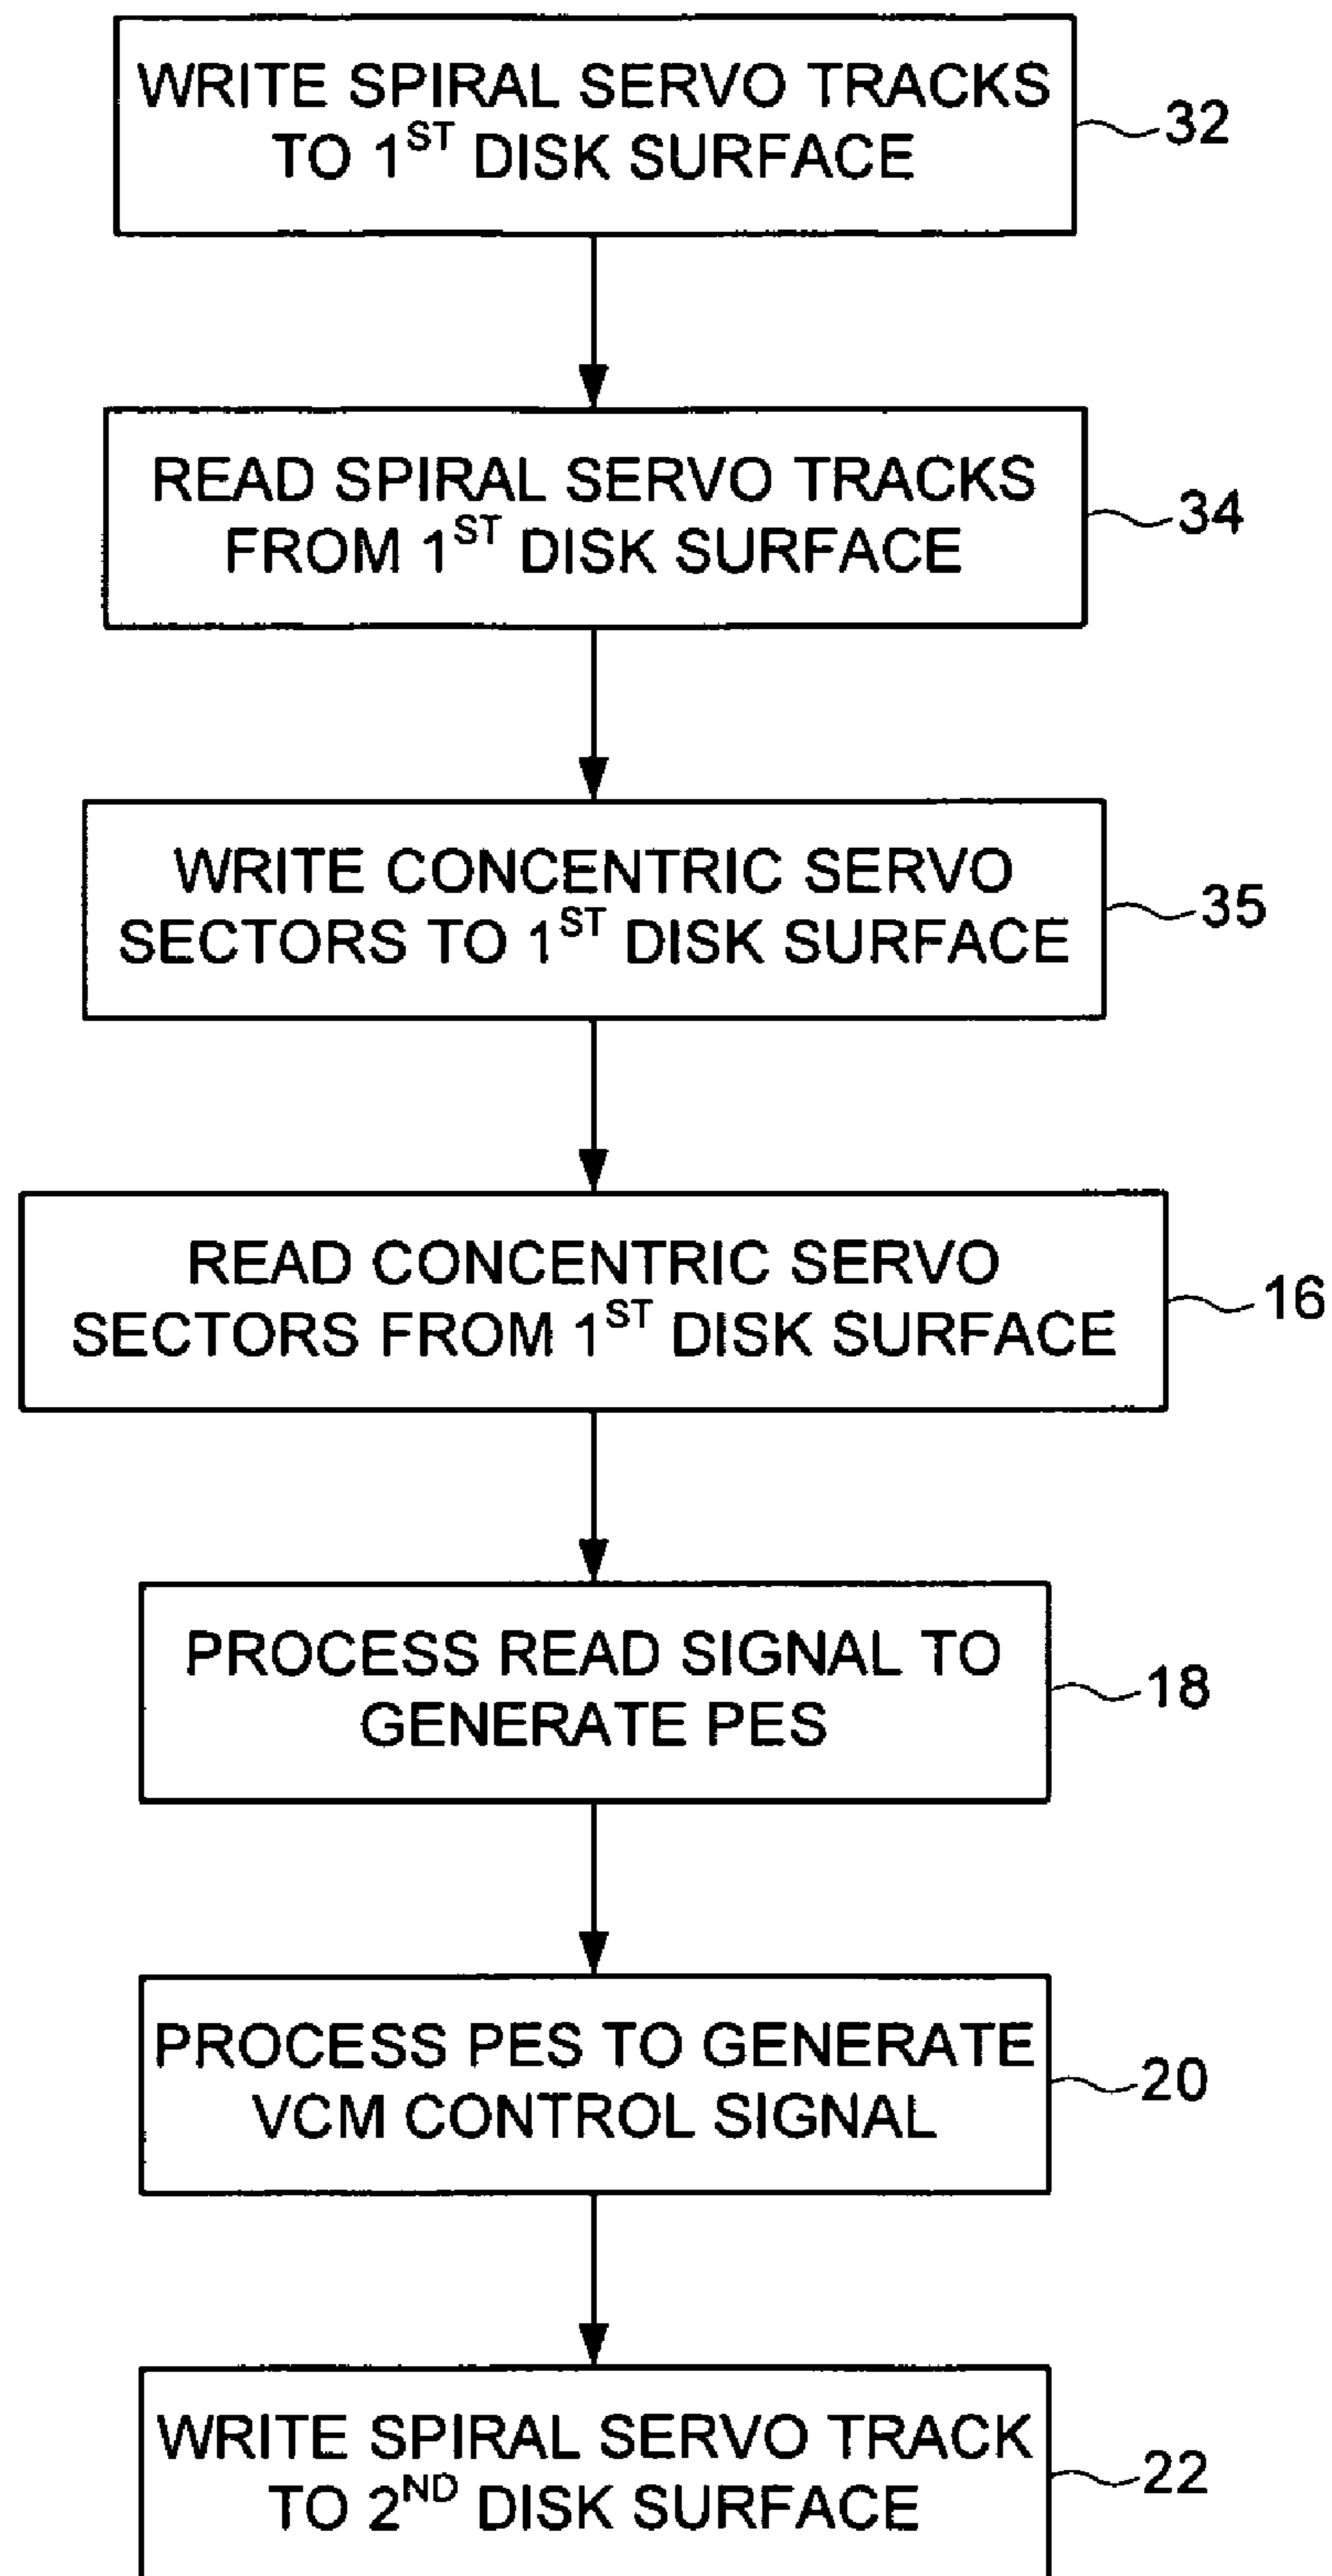 WRITE SPIRAL SERVO TRACKS
TO 1ST DISK SURFACE
32
READ SPIRAL SERVO TRACKS
FROM 1ST DISK SURFACE
34
WRITE CONCENTRIC SERVO
SECTORS TO 1ST DISK SURFACE
35
READ CONCENTRIC SERVO
SECTORS FROM 1ST DISK SURFACE
16
PROCESS READ SIGNAL TO
GENERATE PES
18
PROCESS PES TO GENERATE
VCM CONTROL SIGNAL
20
WRITE SPIRAL SERVO TRACK
TO 2ND DISK SURFACE
22